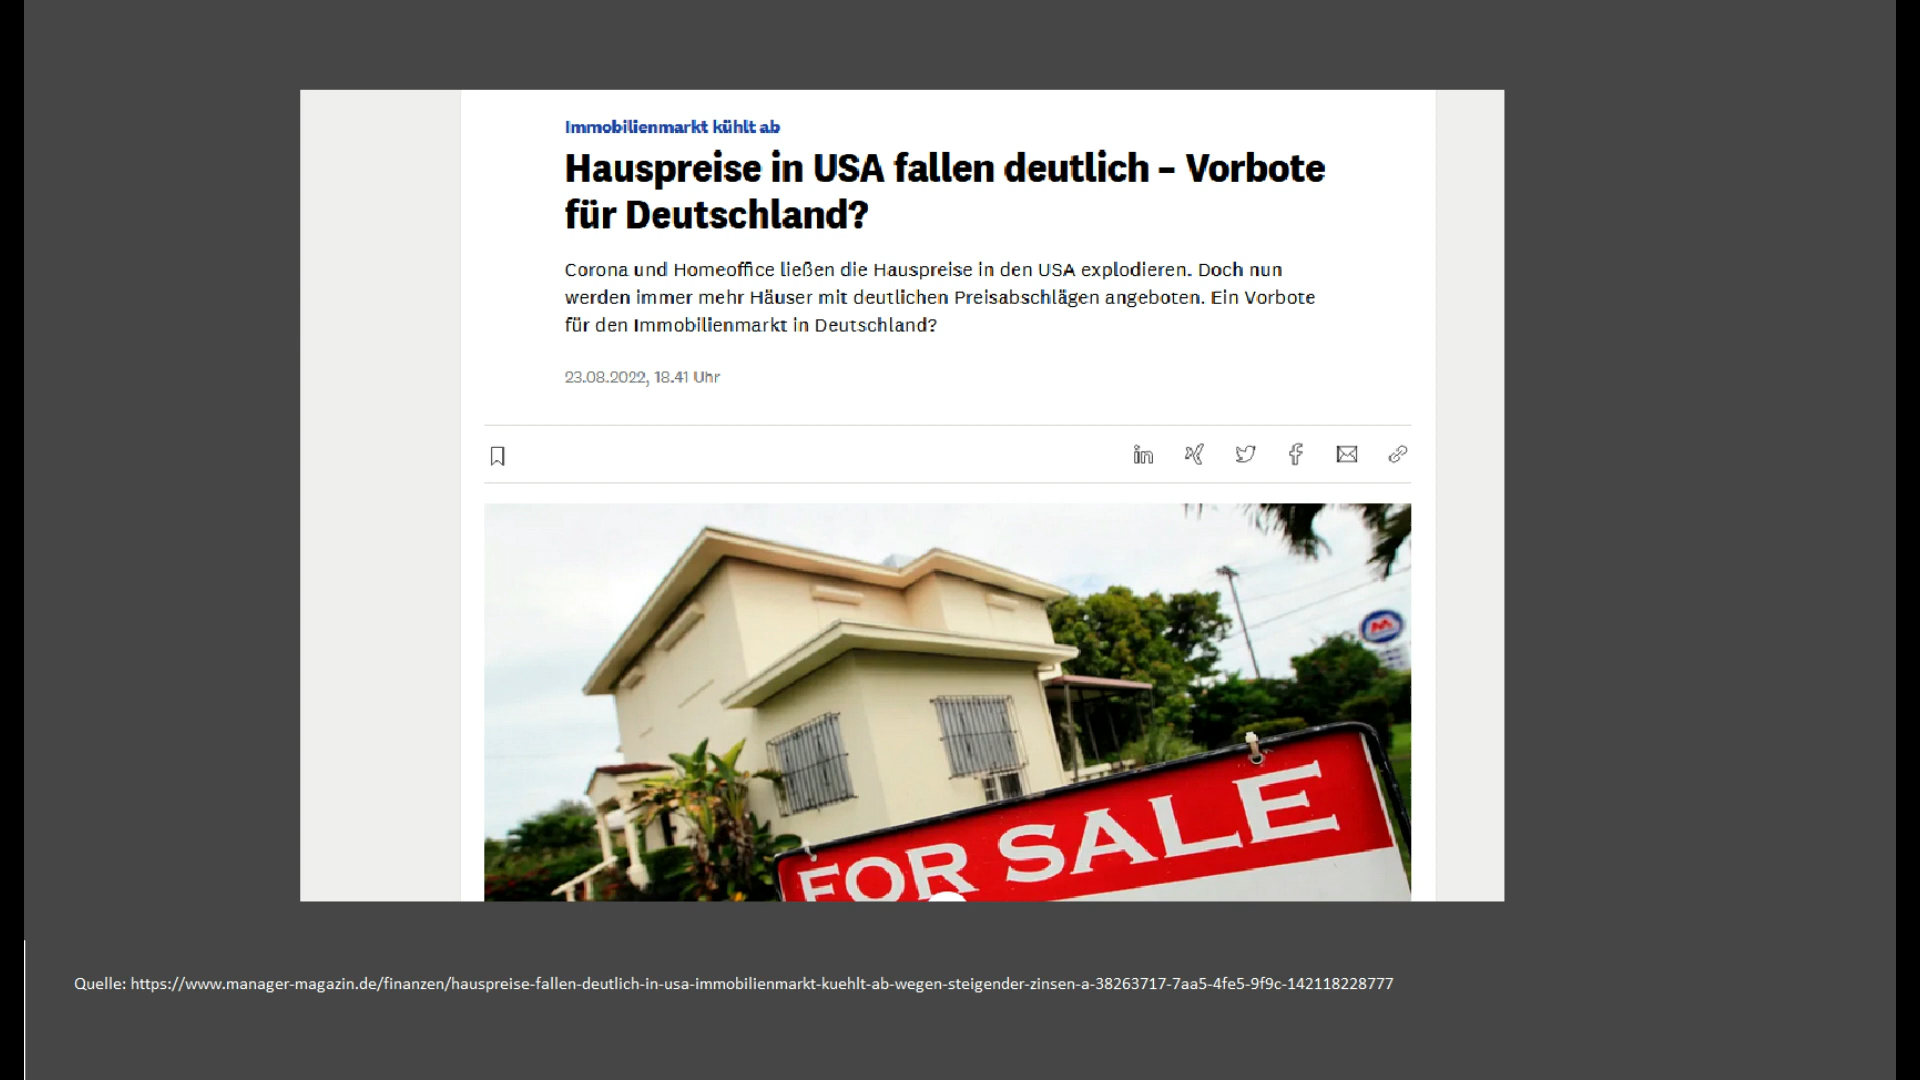 Immobilienmarkt kühlt ab
Hauspreise in USA fallen deutlich – Vorbote
für Deutschland?
Corona und Homeoffice ließen die Hauspreise in den USA explodieren. Doch nun
werden immer mehr Häuser mit deutlichen Preisabschlägen angeboten. Ein Vorbote
für den Immobilienmarkt in Deutschland?
23.08.2022, 18.41 Uhr
M
FOR SALE
Quelle: https://www.manager-magazin.de/finanzen/hauspreise-fallen-deutlich-in-usa-immobilienmarkt-kuehlt-ab-wegen-steigender-zinsen-a-38263717-7aa5-4fe5-9f9c-142118228777